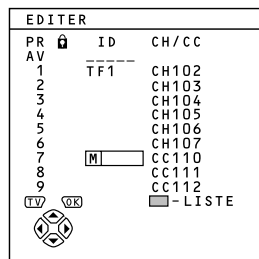 EDITER
PR ID CH/CC
AV _____
1 TF1 CH102
2 CH103
3 CH104
4 CH105
5 CH106
6 CH107
7 M CC110
8 CC111
9 CC112
TV OK -LISTE